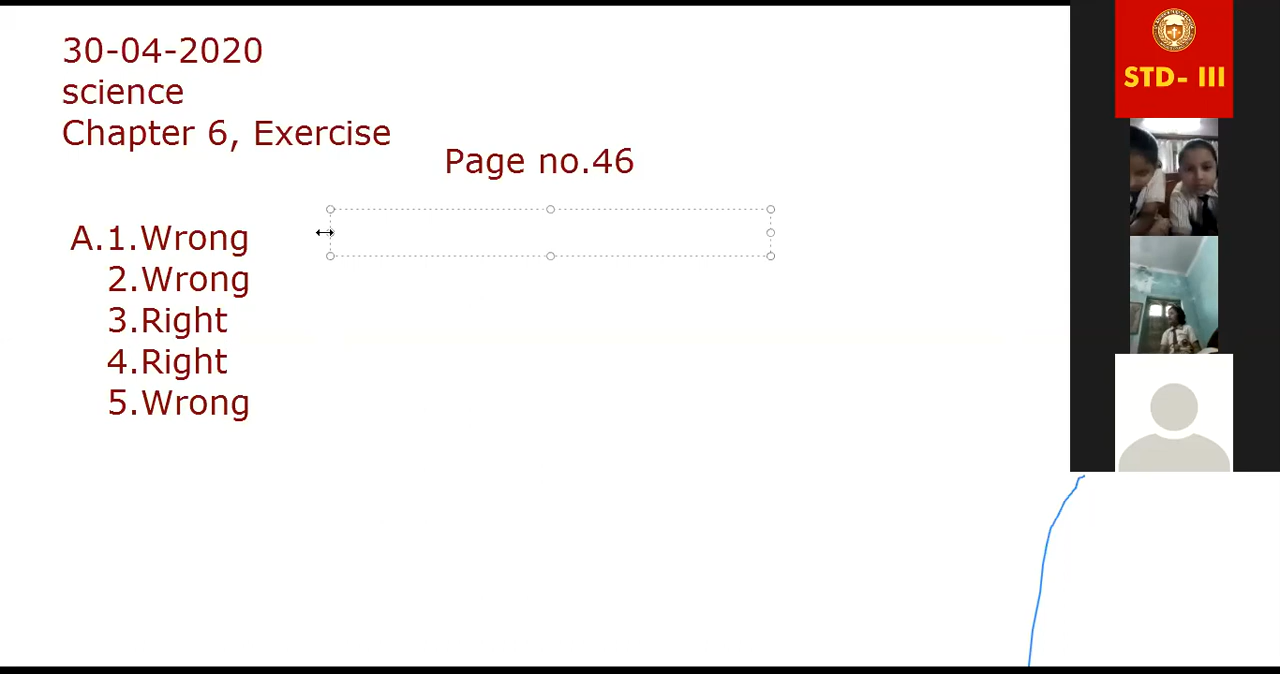 30-04-2020
science
Chapter 6, Exercise
Page no.46
A.1.Wrong
2.Wrong
3.Right
4.Right
5.Wrong
STD- III